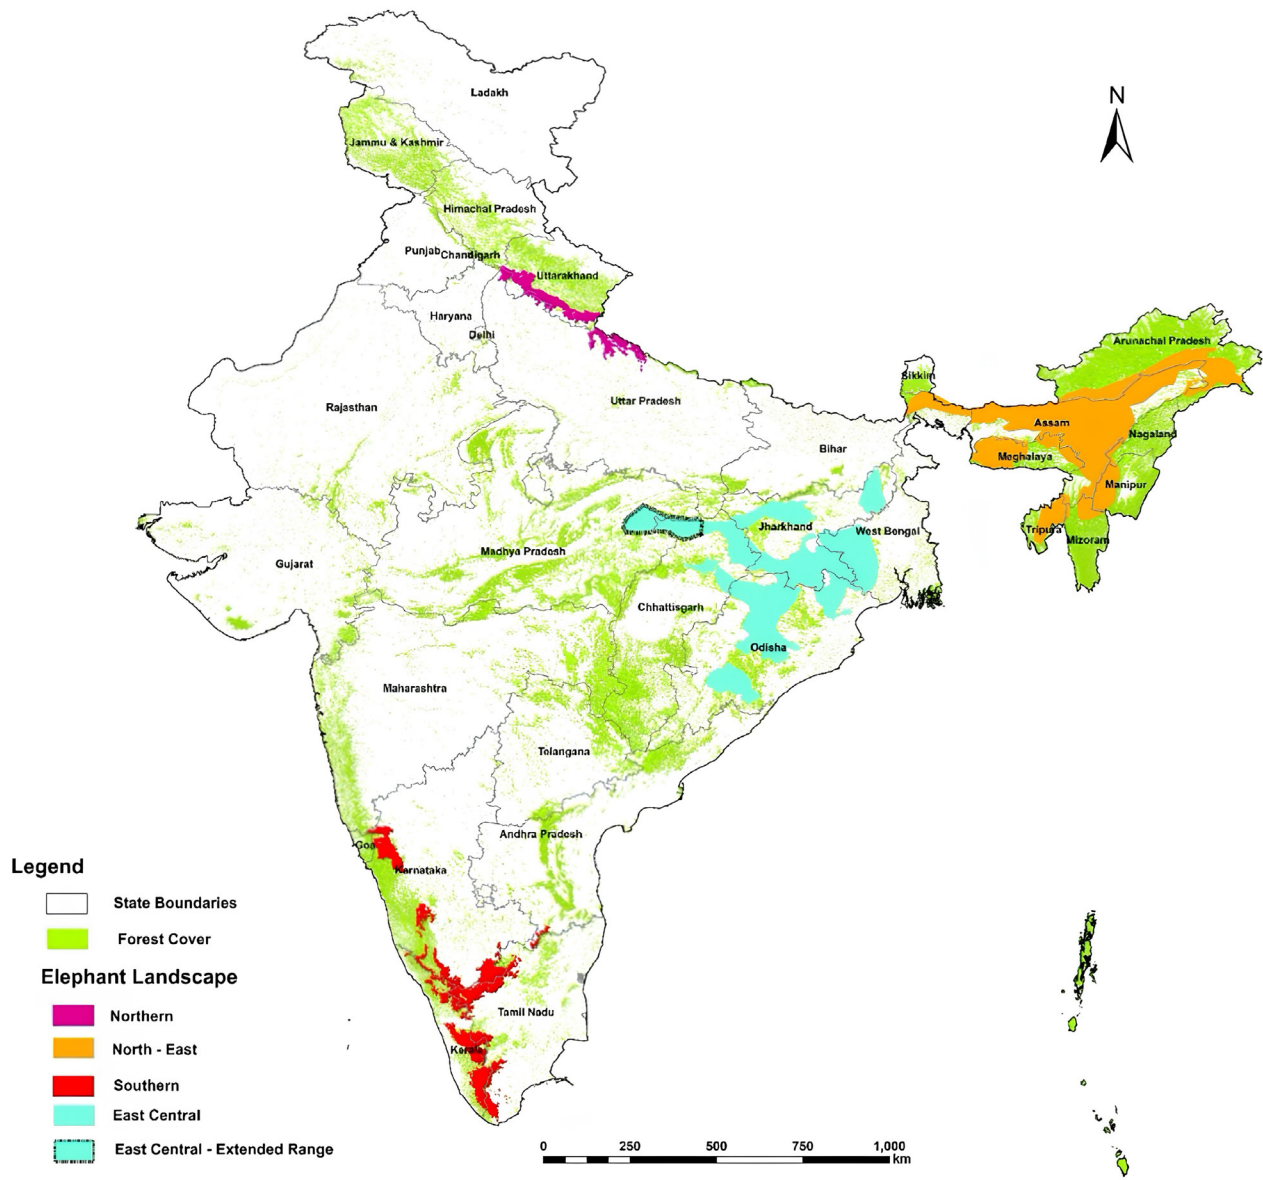 N
Ladakh
Jammu & Kashmir
Himachal Pradesh
Punjab
Chandigarh
Uttarakhand
Haryana
Delhi
Arunachal Pradesh
Sikkim
Rajasthan
Uttar Pradesh
Assam
Nagaland
Bihar
Meghalaya
Manipur
Jharkhand
West Bengal
Tripura
Mizoram
Madhya Pradesh
Gujarat
Chhattisgarh
Odisha
Maharashtra
Telangana
Andhra Pradesh
Goa
Karnataka
Tamil Nadu
Kerala
Legend
State Boundaries
Forest Cover
Elephant Landscape
Northern
North - East
Southern
East Central
East Central - Extended Range
0 250 500 750 1,000
km